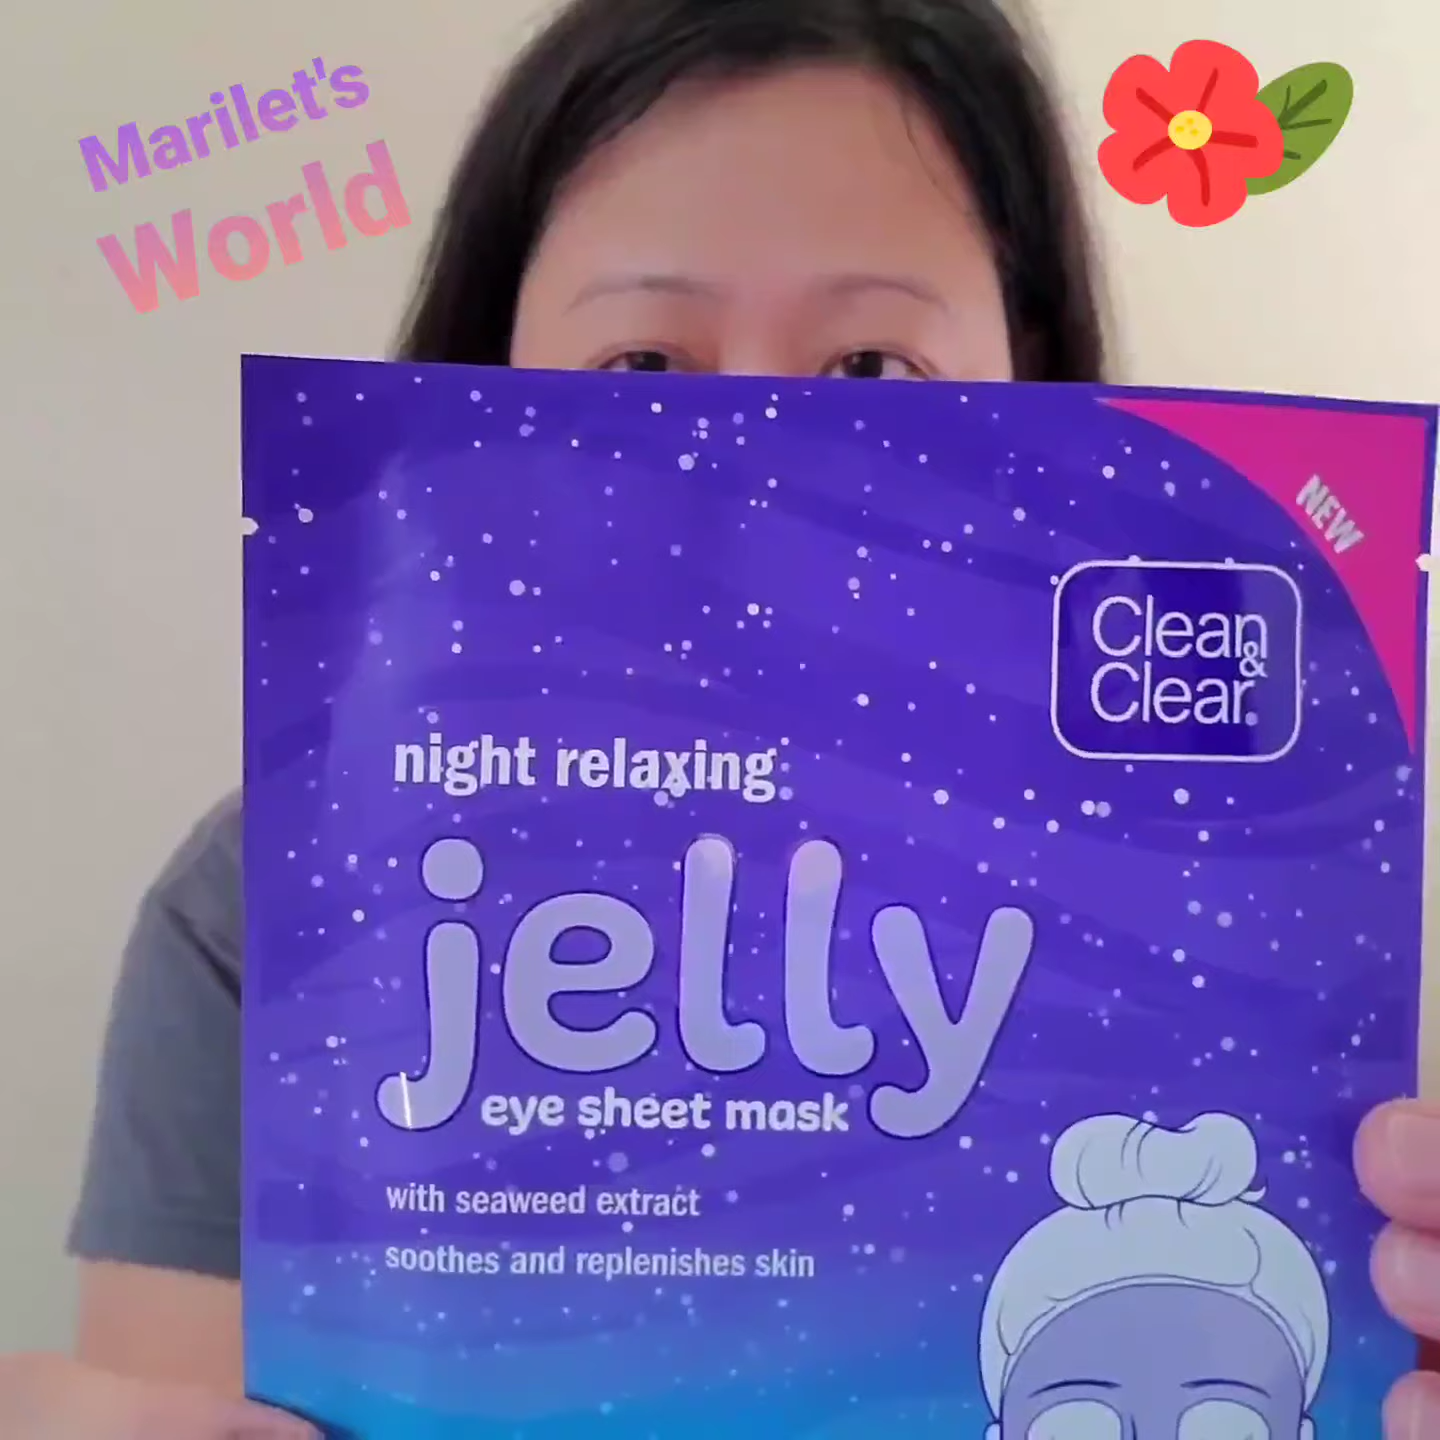 Marilet's
World
NEW
Clean
&
Clear.
night relaxing
jelly
eye sheet mask
with seaweed extract
soothes and replenishes skin